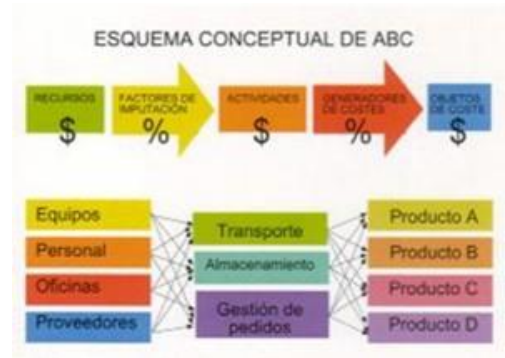 ESQUEMA CONCEPTUAL DE ABC
RECURSOS
$
FACTORES DE
IMPUTACIÓN
%
ACTIVIDADES
$
GENERADORES
DE COSTES
%
OBJETOS
DE COSTE
$
Equipos
Personal
Oficinas
Proveedores
Transporte
Almacenamiento
Gestión de
pedidos
Producto A
Producto B
Producto C
Producto D